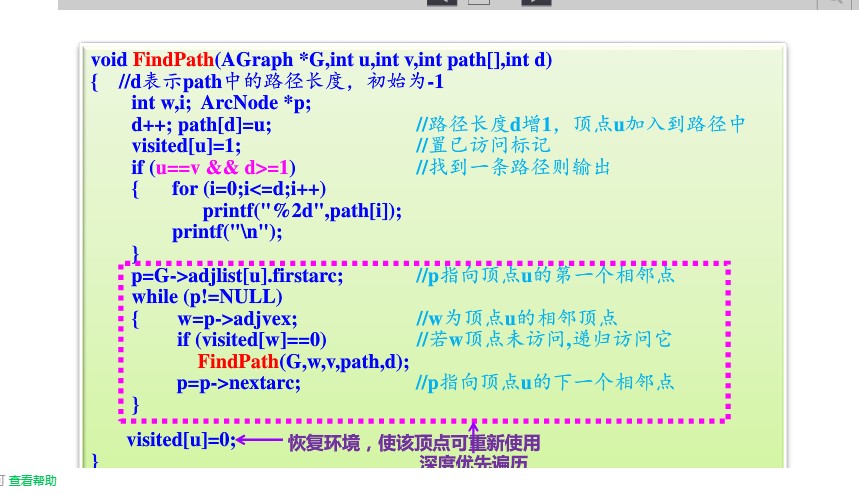 void FindPath(AGraph *G,int u,int v,int path[],int d)
{ //d表示path中的路径长度，初始为-1
int w,i; ArcNode *p;
d++; path[d]=u; //路径长度d增1，顶点u加入到路径中
visited[u]=1; //置已访问标记
if (u==v && d>=1) //找到一条路径则输出
{ for (i=0;i<=d;i++)
printf("%2d",path[i]);
printf("\n");
}
p=G->adjlist[u].firstarc; //p指向顶点u的第一个相邻点
while (p!=NULL)
{ w=p->adjvex; //w为顶点u的相邻顶点
if (visited[w]==0) //若w顶点未访问,递归访问它
FindPath(G,w,v,path,d);
p=p->nextarc; //p指向顶点u的下一个相邻点
}
visited[u]=0; 恢复环境，使该顶点可重新使用
深度优先遍历
}
查看帮助